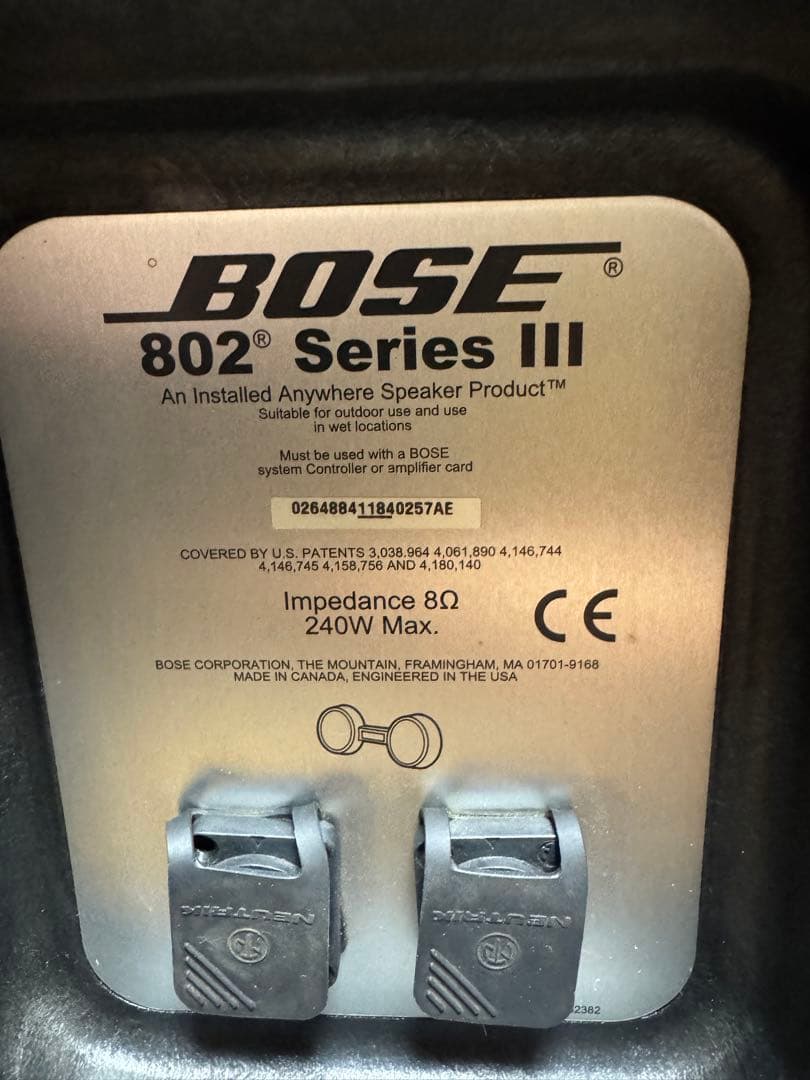 BOSE®
802® Series III
An Installed Anywhere Speaker Product™
Suitable for outdoor use and use
in wet locations
Must be used with a BOSE
system Controller or amplifier card
026488411840257AE
COVERED BY U.S. PATENTS 3,038.964 4,061,890 4,146,744
4,146,745 4,158,756 AND 4,180,140
Impedance 8Ω
240W Max.
CE
BOSE CORPORATION, THE MOUNTAIN, FRAMINGHAM, MA 01701-9168
MADE IN CANADA, ENGINEERED IN THE USA
NEUTRIK
NEUTRIK